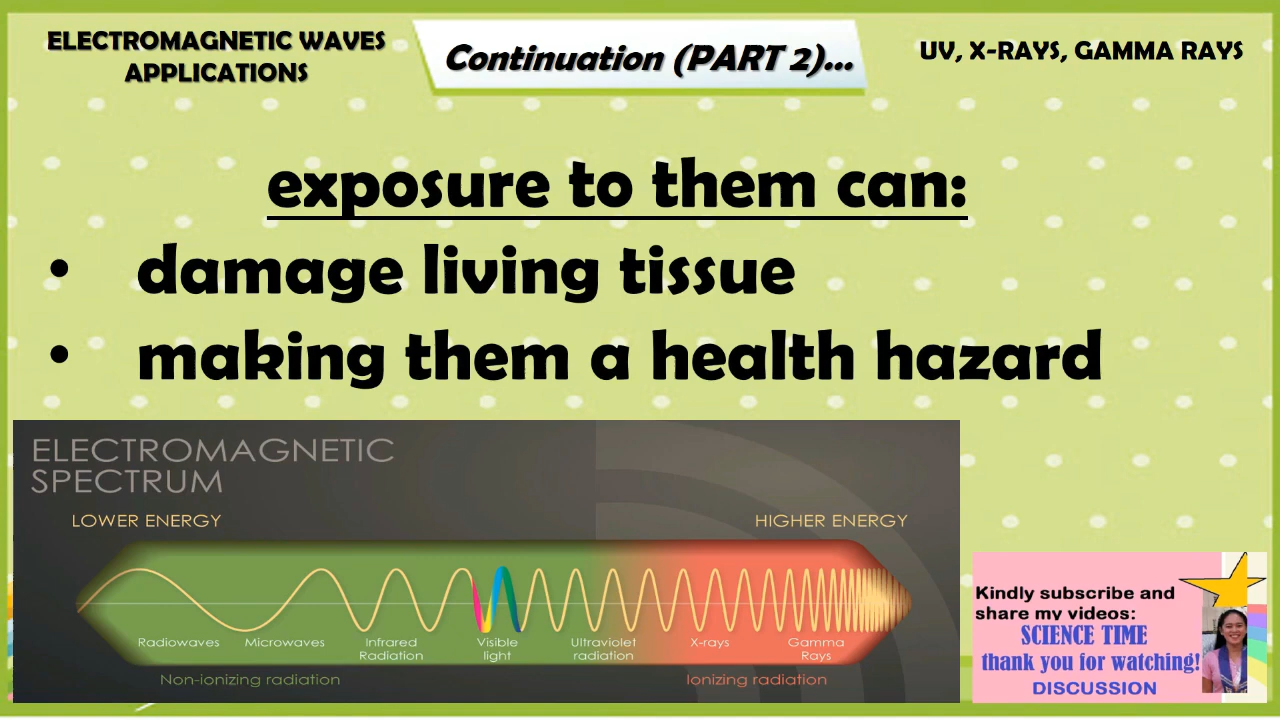 ELECTROMAGNETIC WAVES
APPLICATIONS
Continuation (PART 2)...
UV, X-RAYS, GAMMA RAYS
exposure to them can:
• damage living tissue
• making them a health hazard
ELECTROMAGNETIC
SPECTRUM
LOWER ENERGY
HIGHER ENERGY
Radiowaves
Microwaves
Infrared
Radiation
Visible
light
Ultraviolet
radiation
X-rays
Gamma
Rays
Non-ionizing radiation
Ionizing radiation
Kindly subscribe and
share my videos:
SCIENCE TIME
thank you for watching!
DISCUSSION